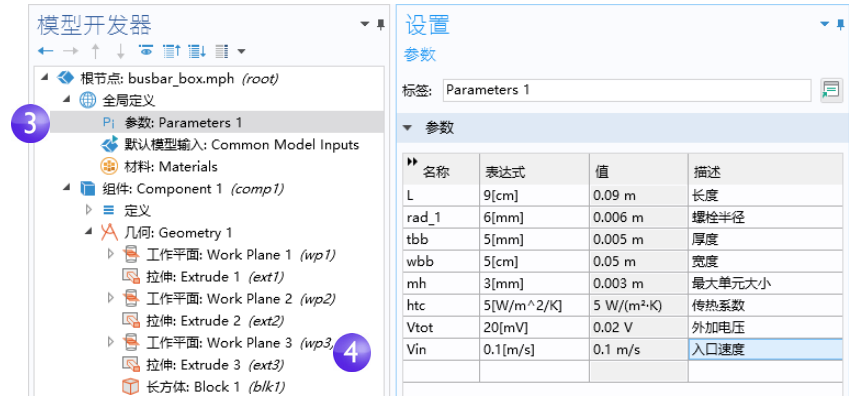 模型开发器
根节点: busbar_box.mph (root)
全局定义
3
Pi 参数: Parameters 1
默认模型输入: Common Model Inputs
材料: Materials
组件: Component 1 (comp1)
定义
几何: Geometry 1
工作平面: Work Plane 1 (wp1)
拉伸: Extrude 1 (ext1)
工作平面: Work Plane 2 (wp2)
拉伸: Extrude 2 (ext2)
工作平面: Work Plane 3 (wp3,
4
拉伸: Extrude 3 (ext3)
长方体: Block 1 (blk1)
设置
参数
标签: Parameters 1
参数
名称 表达式 值 描述
L 9[cm] 0.09 m 长度
rad_1 6[mm] 0.006 m 螺栓半径
tbb 5[mm] 0.005 m 厚度
wbb 5[cm] 0.05 m 宽度
mh 3[mm] 0.003 m 最大单元大小
htc 5[W/m^2/K] 5 W/(m²·K) 传热系数
Vtot 20[mV] 0.02 V 外加电压
Vin 0.1[m/s] 0.1 m/s 入口速度